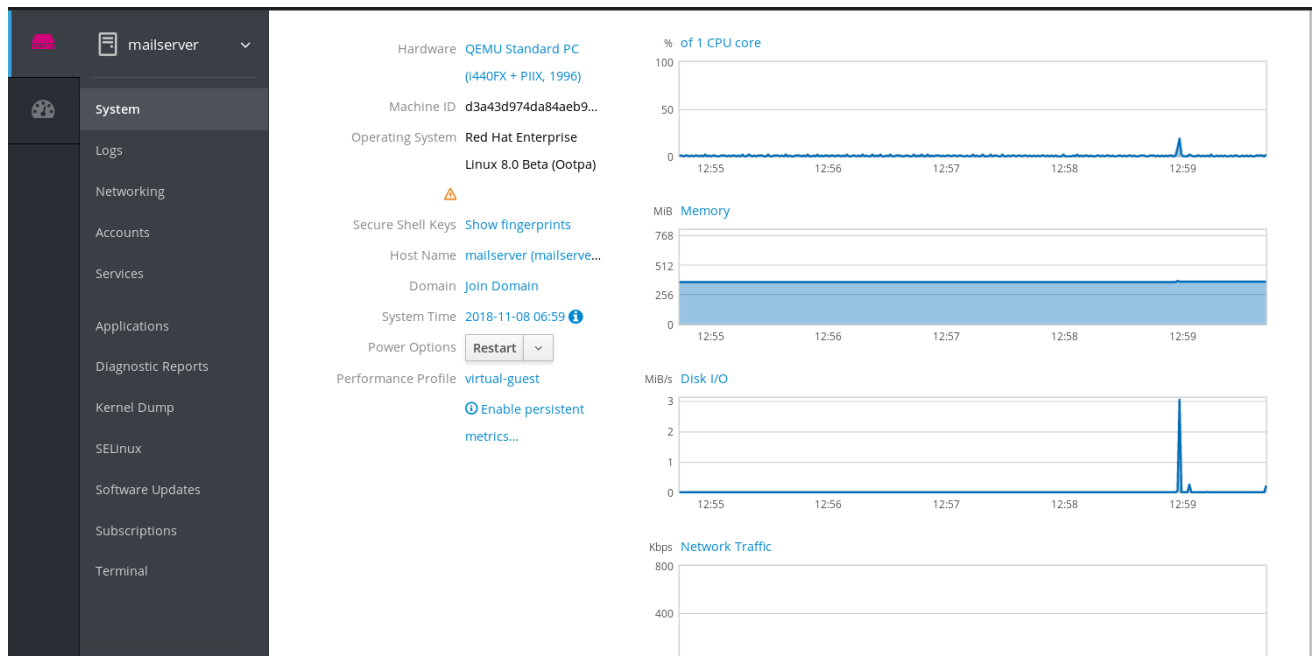 mailserver
System
Logs
Networking
Accounts
Services
Applications
Diagnostic Reports
Kernel Dump
SELinux
Software Updates
Subscriptions
Terminal
Hardware QEMU Standard PC
(i440FX + PIIX, 1996)
Machine ID d3a43d974da84aeb9...
Operating System Red Hat Enterprise
Linux 8.0 Beta (Ootpa)
Secure Shell Keys Show fingerprints
Host Name mailserver (mailserve...
Domain Join Domain
System Time 2018-11-08 06:59
Power Options Restart
Performance Profile virtual-guest
Enable persistent
metrics...
% of 1 CPU core
100
50
0
12:55 12:56 12:57 12:58 12:59
MiB Memory
768
512
256
0
12:55 12:56 12:57 12:58 12:59
MiB/s Disk I/O
3
2
1
0
12:55 12:56 12:57 12:58 12:59
Kbps Network Traffic
800
400